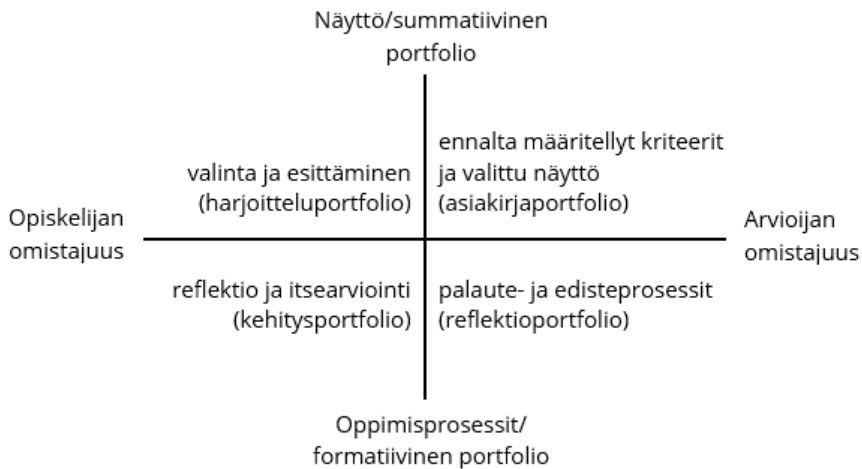 Näyttö/summatiivinen
portfolio
ennalta määritellyt kriteerit
valinta ja esittäminen
ja valittu näyttö
(harjoitteluportfolio)
(asiakirjaportfolio)
Opiskelijan
omistajuus
Arvioijan
omistajuus
reflektio ja itsearviointi
(kehitysportfolio)
palaute- ja edisteprosessit
(reflektioportfolio)
Oppimisprosessit/
formatiivinen portfolio